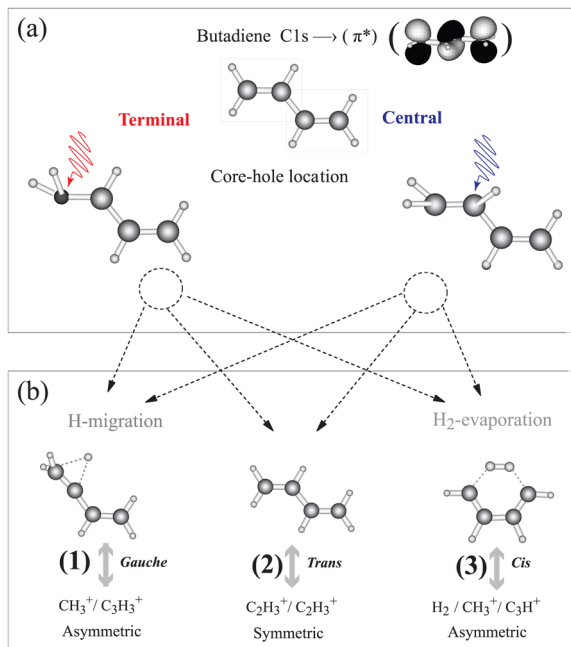 (a)
Butadiene C1s ⟶ ( π*) ( )
Terminal
Central
Core-hole location
(b)
H-migration
H₂-evaporation
(1) Gauche
(2) Trans
(3) Cis
CH₃⁺/ C₃H₃⁺
C₂H₃⁺/ C₂H₃⁺
H₂ / CH₃⁺/ C₃H⁺
Asymmetric
Symmetric
Asymmetric